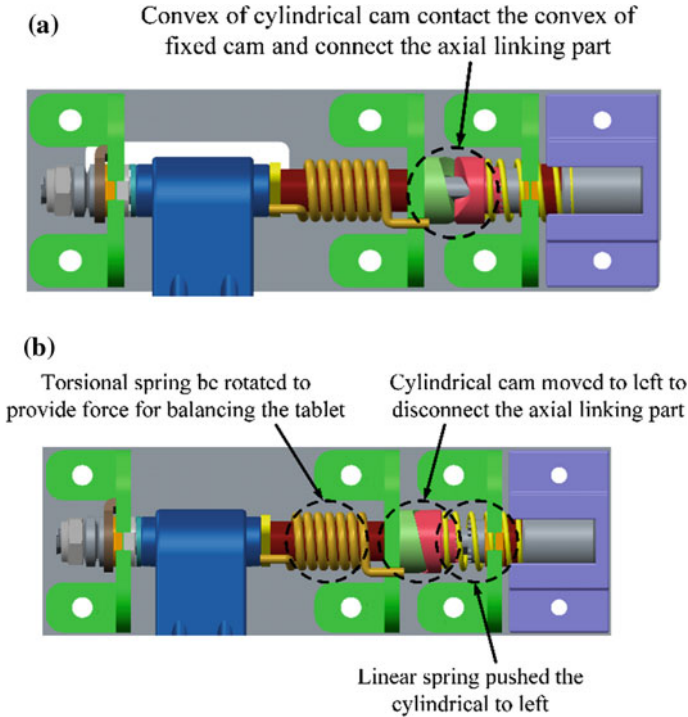 (a)
Convex of cylindrical cam contact the convex of
fixed cam and connect the axial linking part
(b)
Torsional spring be rotated to
provide force for balancing the tablet
Cylindrical cam moved to left to
disconnect the axial linking part
Linear spring pushed the
cylindrical to left